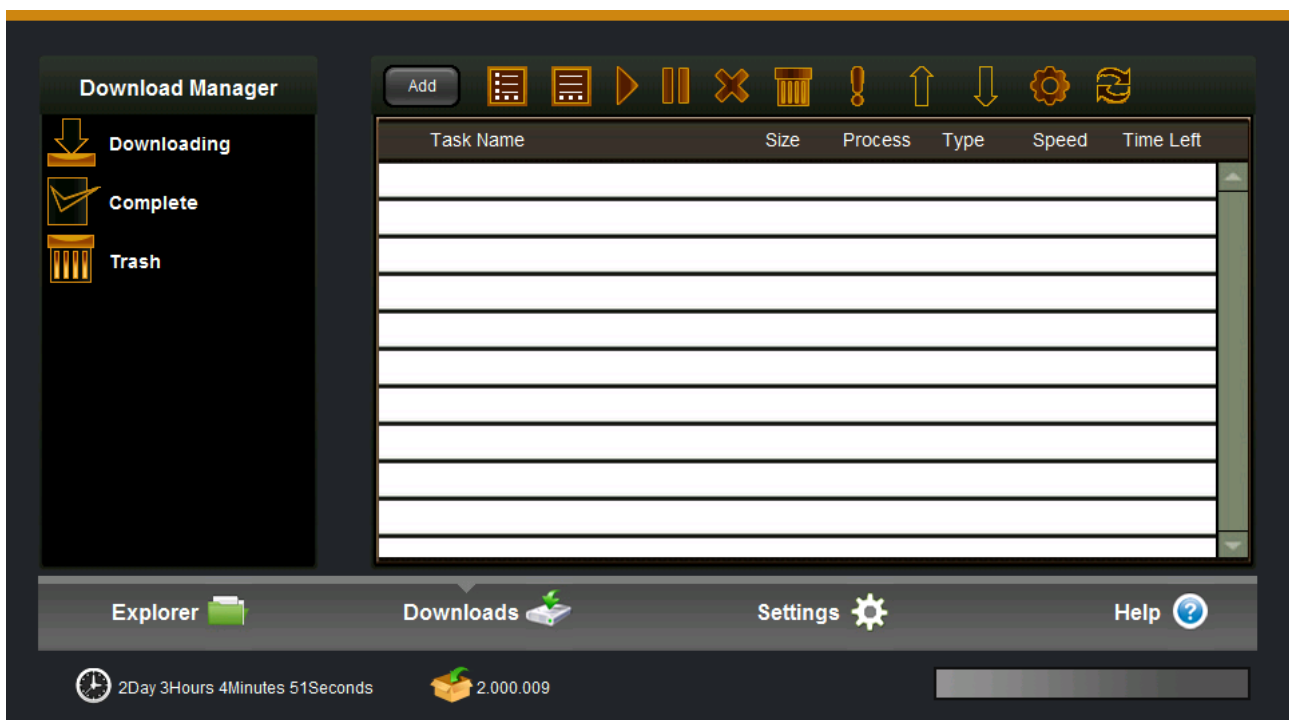 Download Manager
Add
Downloading
Complete
Trash
Task Name Size Process Type Speed Time Left
Explorer
Downloads
Settings
Help
2Day 3Hours 4Minutes 51Seconds
2.000.009